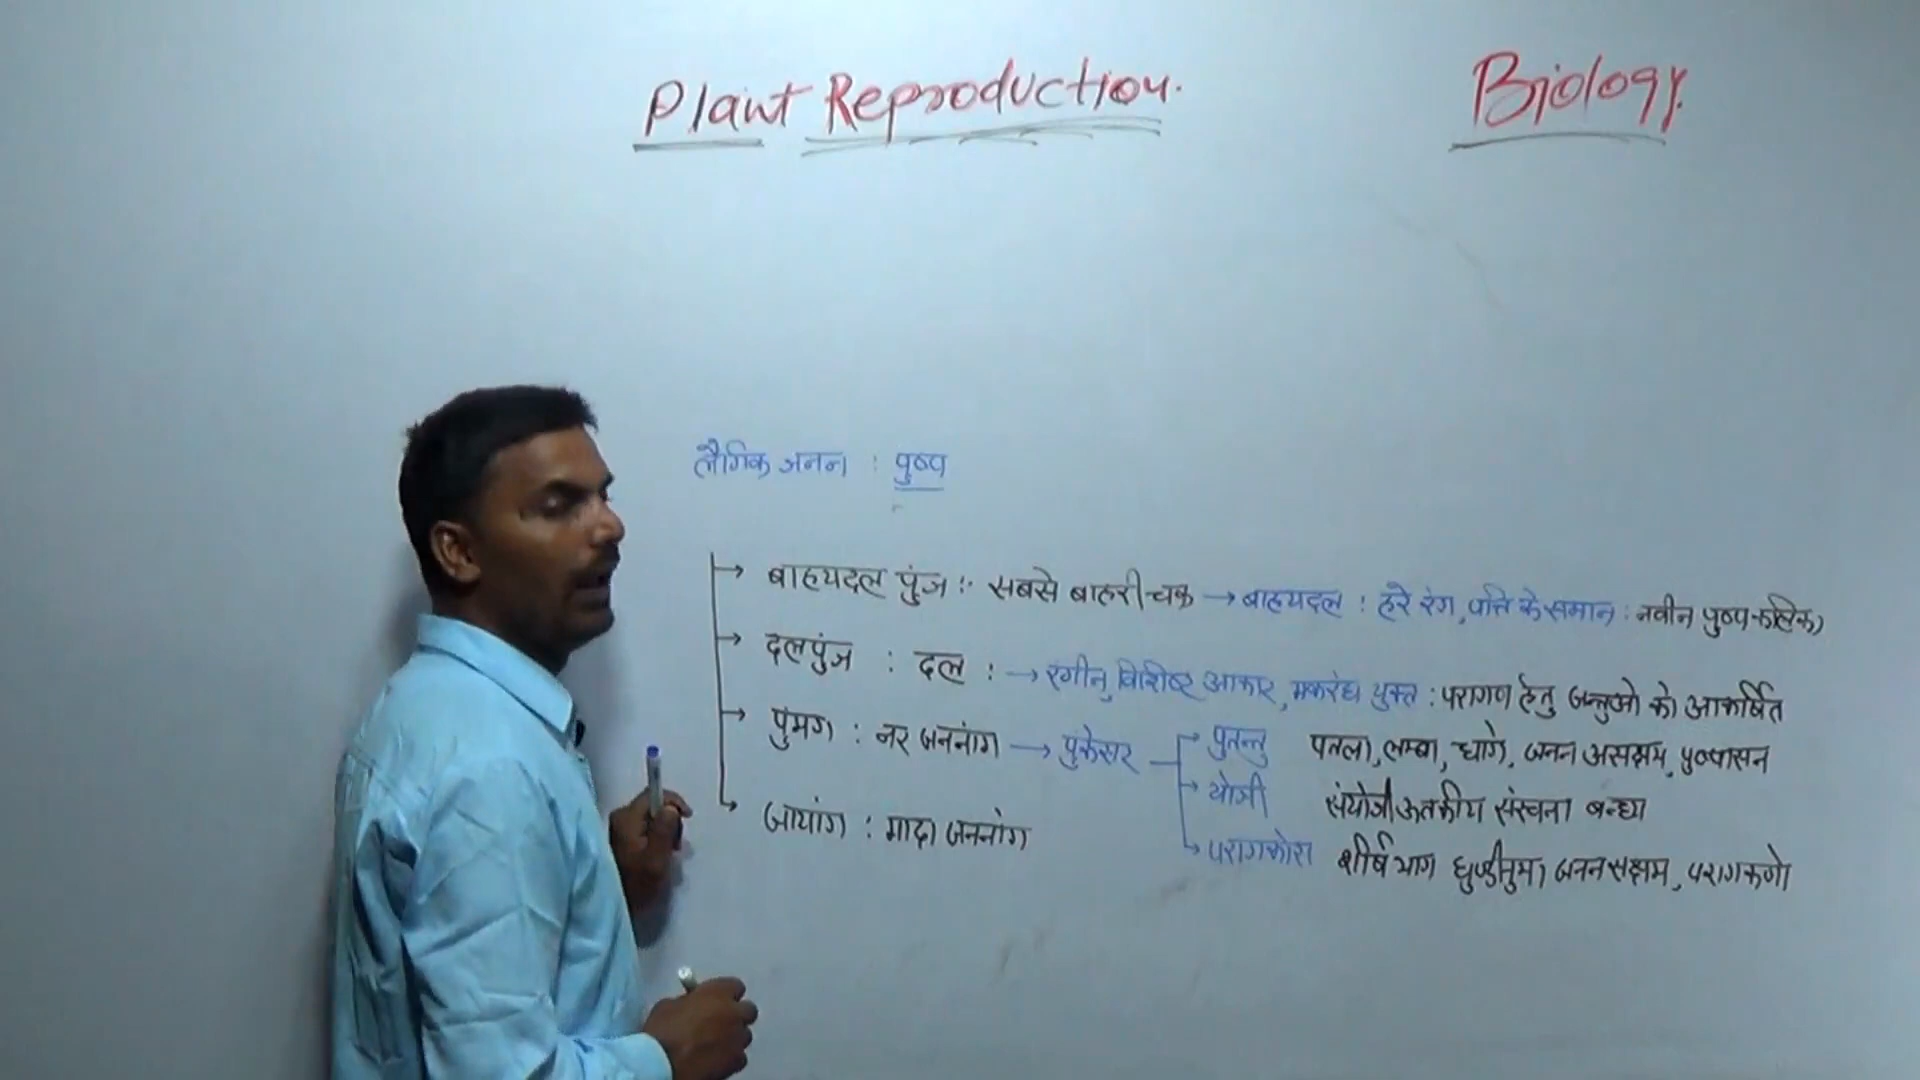 Plant Reproduction.
Biology.
लैंगिक जनन : पुष्प
बाह्यदल पुंज :- सबसे बाहरी चक्र → बाह्यदल : हरे रंग, पत्ति के समान : नवीन पुष्प कलिका
दलपुंज : दल : → रंगीन, विशिष्ट आकार, मकरंध युक्त : परागण हेतु जन्तुओ को आकर्षित
पुंमग : नर जननांग → पुंकेसर
पुतन्तु पतला, लम्बा, धागे, जनन असक्षम, पुष्पासन
योजी संयोजी ऊतकीय संरचना बन्ध्य
परागकोश शीर्ष भाग घुण्डीनुमा जनन सक्षम, परागकणो
जायांग : मादा जननांग